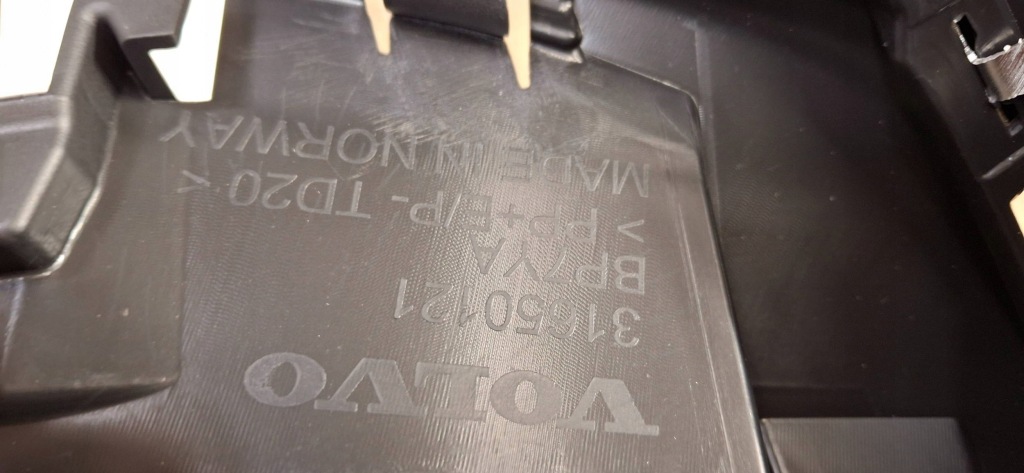 VOLVO
31650121
BP7YA
> PP+E/P- TD20 <
MADE IN NORWAY